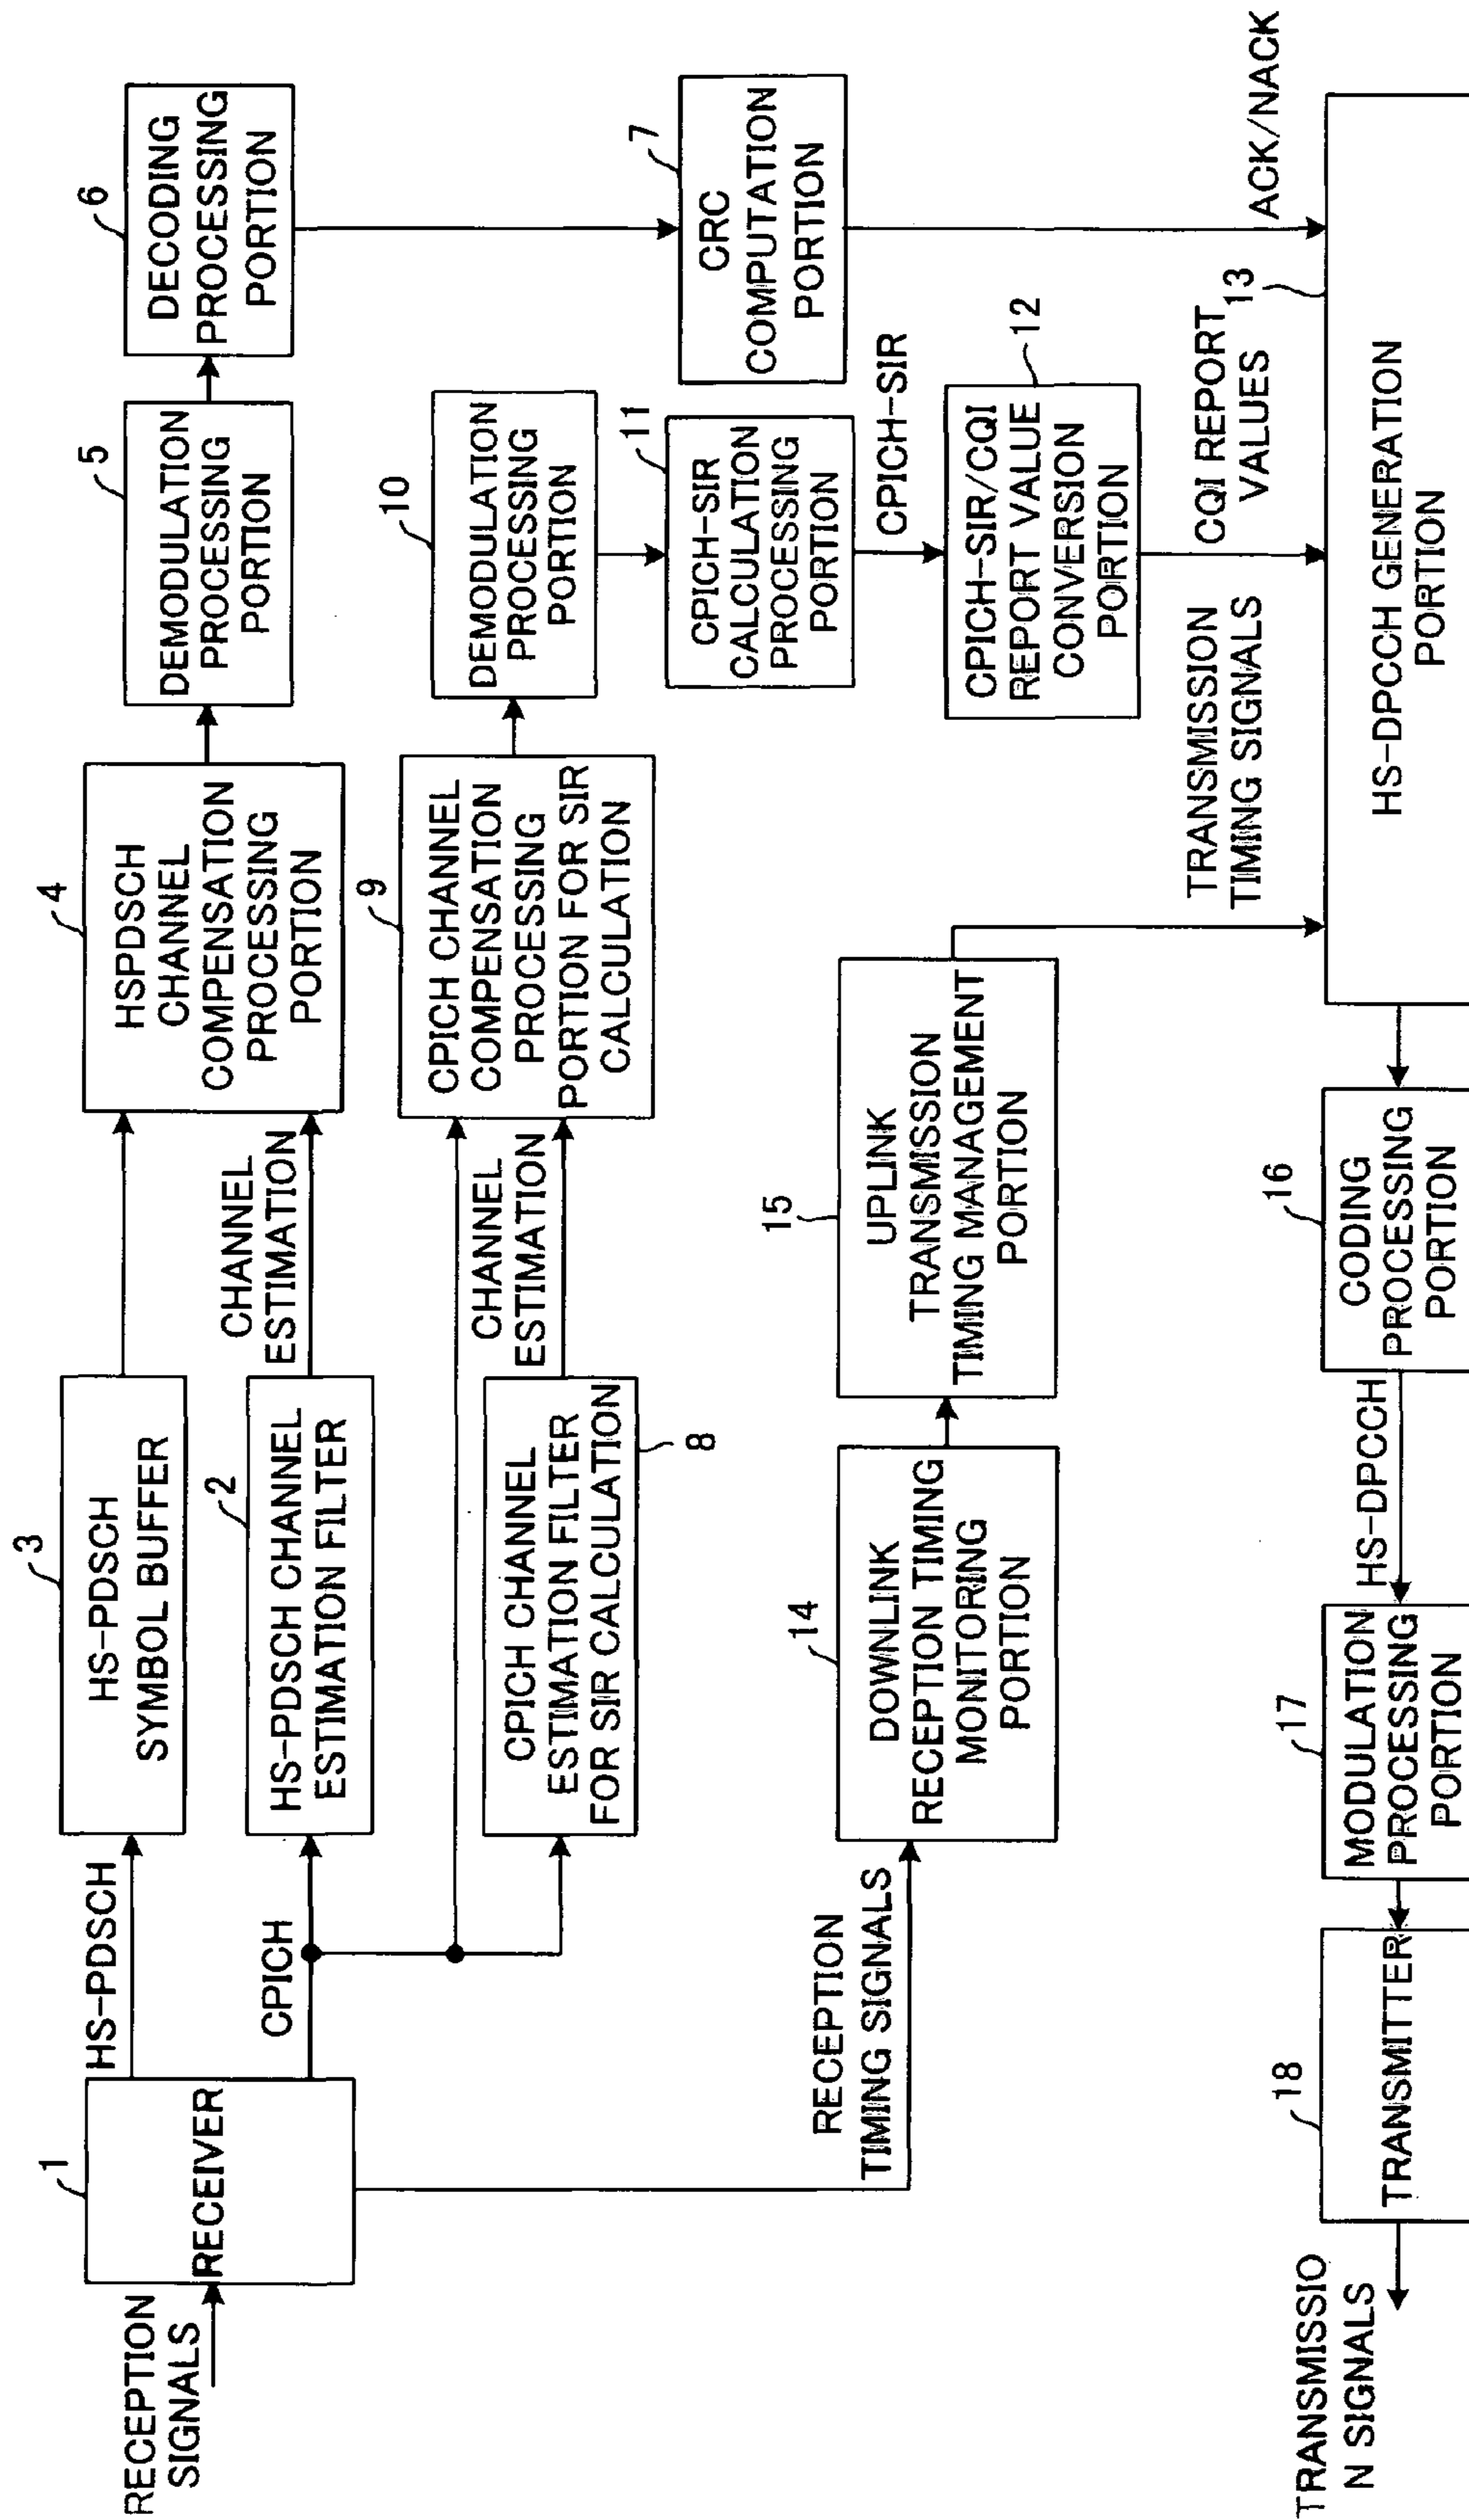 RECEPTION
SIGNALS
1
RECEIVER
HS-PDSCH
CPICH
3
HS-PDSCH
SYMBOL BUFFER
2
HS-PDSCH CHANNEL
ESTIMATION FILTER
CPICH CHANNEL
ESTIMATION FILTER
FOR SIR CALCULATION
8
CHANNEL
ESTIMATION
CHANNEL
ESTIMATION
4
HSPDSCH
CHANNEL
COMPENSATION
PROCESSING
PORTION
9
CPICH CHANNEL
COMPENSATION
PROCESSING
PORTION FOR SIR
CALCULATION
5
DEMODULATION
PROCESSING
PORTION
10
DEMODULATION
PROCESSING
PORTION
6
DECODING
PROCESSING
PORTION
7
CRC
COMPUTATION
PORTION
11
CPICH-SIR
CALCULATION
PROCESSING
PORTION
CPICH-SIR
12
CPICH-SIR/CQI
REPORT VALUE
CONVERSION
PORTION
RECEPTION
TIMING SIGNALS
14
DOWNLINK
RECEPTION TIMING
MONITORING
PORTION
15
UPLINK
TRANSMISSION
TIMING MANAGEMENT
PORTION
TRANSMISSION
TIMING SIGNALS
CQI REPORT
VALUES
13
ACK/NACK
HS-DPCCH GENERATION
PORTION
16
CODING
PROCESSING
PORTION
HS-DPCCH
17
MODULATION
PROCESSING
PORTION
18
TRANSMITTER
TRANSMISSIO
N SIGNALS